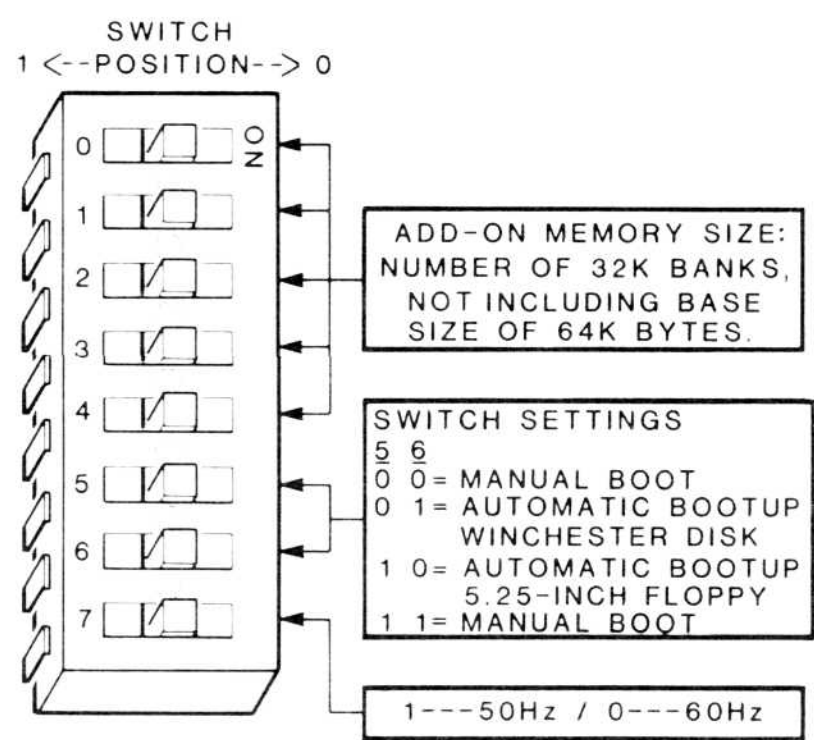 SWITCH
1 <--POSITION--> 0
0
ON
1
2
3
4
5
6
7
ADD-ON MEMORY SIZE:
NUMBER OF 32K BANKS,
NOT INCLUDING BASE
SIZE OF 64K BYTES.
SWITCH SETTINGS
5 6
0 0= MANUAL BOOT
0 1= AUTOMATIC BOOTUP
WINCHESTER DISK
1 0= AUTOMATIC BOOTUP
5.25-INCH FLOPPY
1 1= MANUAL BOOT
1---50Hz / 0---60Hz